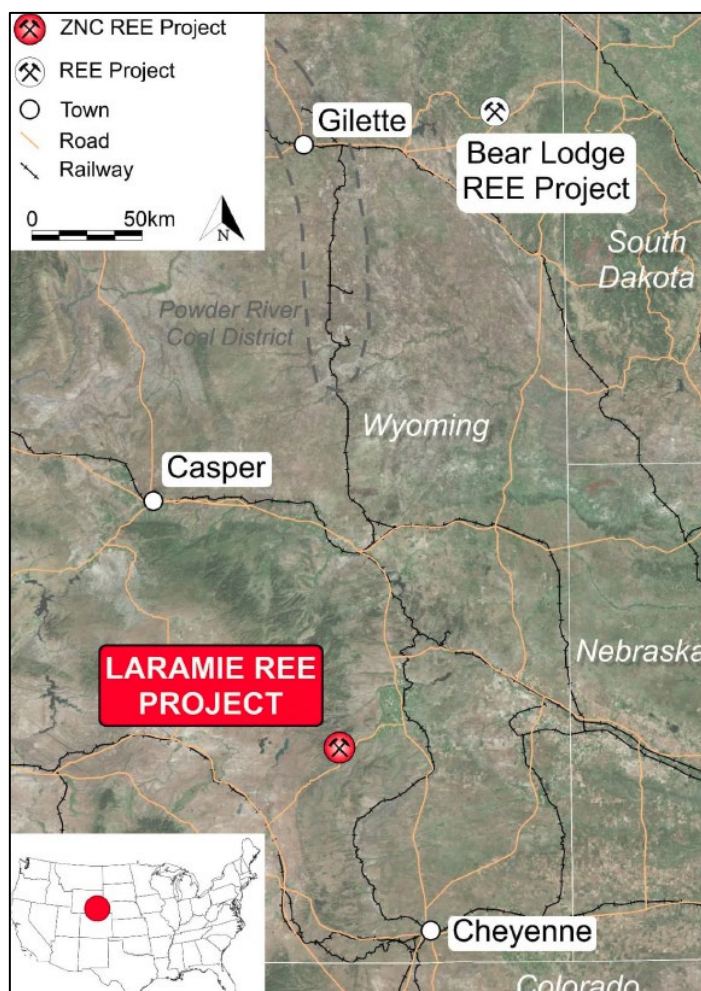 ZNC REE Project
REE Project
Town
Road
Railway
0 50km
N
Gilette
Bear Lodge
REE Project
South
Dakota
Powder River
Coal District
Wyoming
Casper
Nebraska
LARAMIE REE
PROJECT
Cheyenne
Colorado